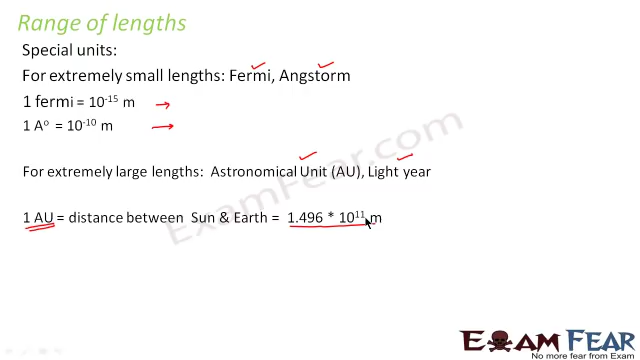 Range of lengths
Special units:
For extremely small lengths: Fermi, Angstorm
1 fermi = 10⁻¹⁵ m
1 Aᵒ = 10⁻¹⁰ m
For extremely large lengths: Astronomical Unit (AU), Light year
1 AU = distance between Sun & Earth = 1.496 * 10¹¹ m
ExamFear.com
EXAM FEAR
No more fear from Exam